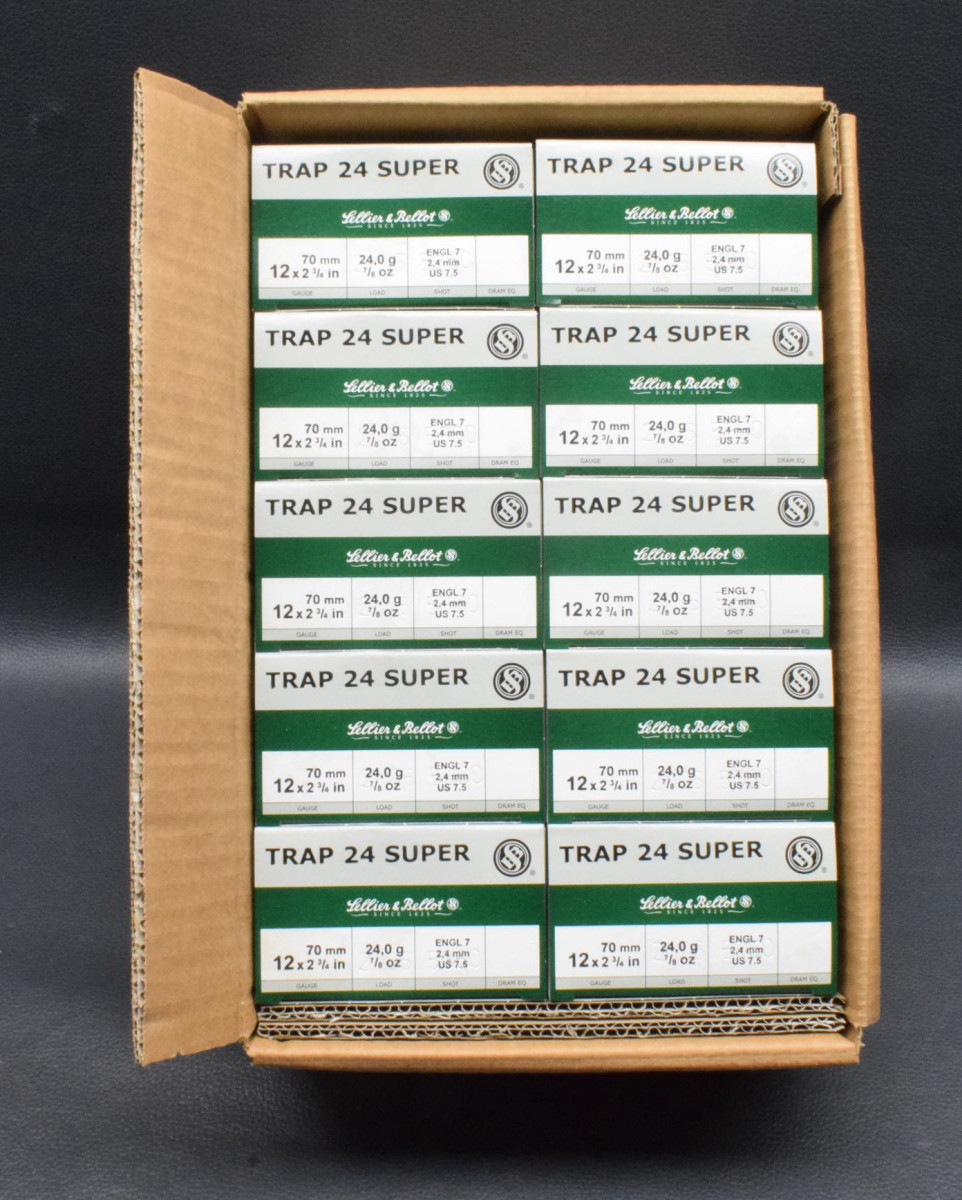 TRAP 24 SUPER
Lellier & Bellot
SINCE 1825
70 mm 24,0 g ENGL 7
12 x 2 3/4 in 7/8 oz 2,4 mm
US 7.5
GAUGE LOAD SHOT DRAM EQ.
TRAP 24 SUPER
Sellier & Bellot
SINCE 1825
70 mm 24,0 g ENGL 7
12 x 2 3/4 in 7/8 oz 2,4 mm
US 7.5
GAUGE LOAD SHOT DRAM EQ.
TRAP 24 SUPER
Sellier & Bellot
SINCE 1825
70 mm 24,0 g ENGL 7
12 x 2 3/4 in 7/8 oz 2,4 mm
US 7.5
GAUGE LOAD SHOT DRAM EQ.
TRAP 24 SUPER
Sellier & Bellot
SINCE 1825
70 mm 24,0 g ENGL 7
12 x 2 3/4 in 7/8 oz 2,4 mm
US 7.5
GAUGE LOAD SHOT DRAM EQ.
TRAP 24 SUPER
Sellier & Bellot
SINCE 1825
70 mm 24,0 g ENGL 7
12 x 2 3/4 in 7/8 oz 2,4 mm
US 7.5
GAUGE LOAD SHOT DRAM EQ.
TRAP 24 SUPER
Sellier & Bellot
SINCE 1825
70 mm 24,0 g ENGL 7
12 x 2 3/4 in 7/8 oz 2,4 mm
US 7.5
GAUGE LOAD SHOT DRAM EQ.
TRAP 24 SUPER
Sellier & Bellot
SINCE 1825
70 mm 24,0 g ENGL 7
12 x 2 3/4 in 7/8 oz 2,4 mm
US 7.5
GAUGE LOAD SHOT DRAM EQ.
TRAP 24 SUPER
Sellier & Bellot
SINCE 1825
70 mm 24,0 g ENGL 7
12 x 2 3/4 in 7/8 oz 2,4 mm
US 7.5
GAUGE LOAD SHOT DRAM EQ.
TRAP 24 SUPER
Sellier & Bellot
SINCE 1825
70 mm 24,0 g ENGL 7
12 x 2 3/4 in 7/8 oz 2,4 mm
US 7.5
GAUGE LOAD SHOT DRAM EQ.
TRAP 24 SUPER
Sellier & Bellot
SINCE 1825
70 mm 24,0 g ENGL 7
12 x 2 3/4 in 7/8 oz 2,4 mm
US 7.5
GAUGE LOAD SHOT DRAM EQ.